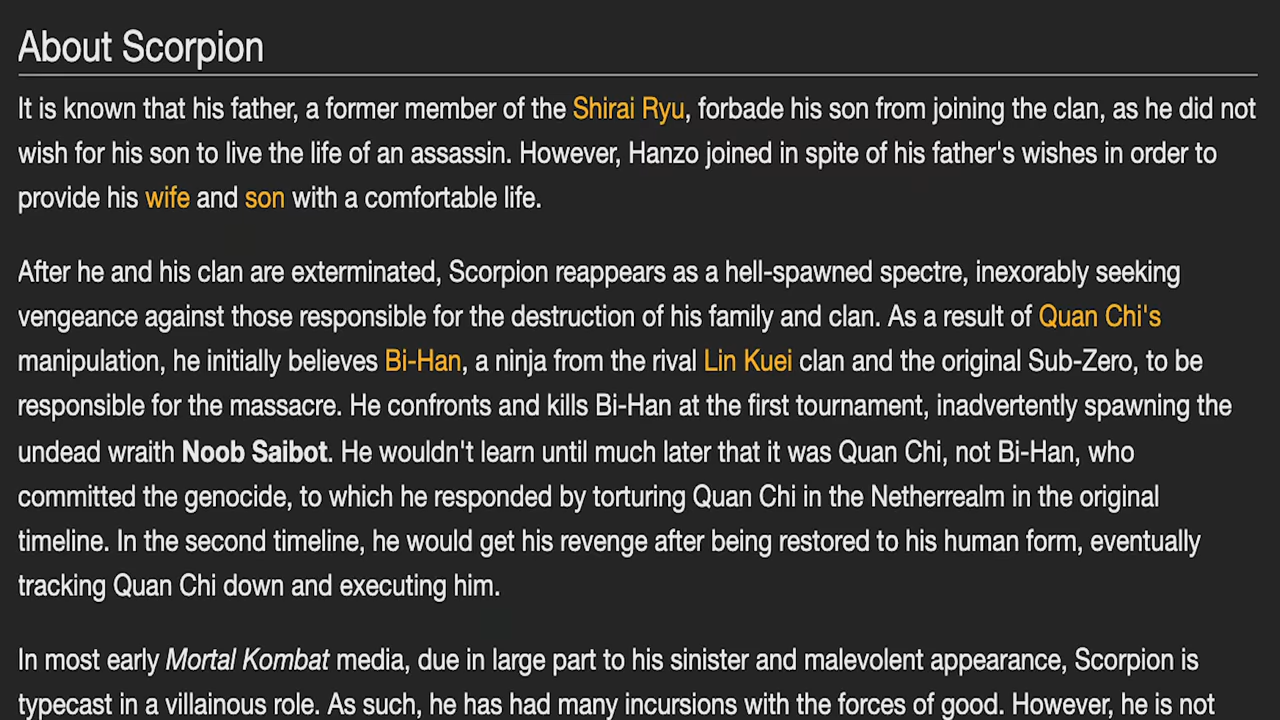 About Scorpion
It is known that his father, a former member of the Shirai Ryu, forbade his son from joining the clan, as he did not
wish for his son to live the life of an assassin. However, Hanzo joined in spite of his father's wishes in order to
provide his wife and son with a comfortable life.
After he and his clan are exterminated, Scorpion reappears as a hell-spawned spectre, inexorably seeking
vengeance against those responsible for the destruction of his family and clan. As a result of Quan Chi's
manipulation, he initially believes Bi-Han, a ninja from the rival Lin Kuei clan and the original Sub-Zero, to be
responsible for the massacre. He confronts and kills Bi-Han at the first tournament, inadvertently spawning the
undead wraith Noob Saibot. He wouldn't learn until much later that it was Quan Chi, not Bi-Han, who
committed the genocide, to which he responded by torturing Quan Chi in the Netherrealm in the original
timeline. In the second timeline, he would get his revenge after being restored to his human form, eventually
tracking Quan Chi down and executing him.
In most early Mortal Kombat media, due in large part to his sinister and malevolent appearance, Scorpion is
typecast in a villainous role. As such, he has had many incursions with the forces of good. However, he is not